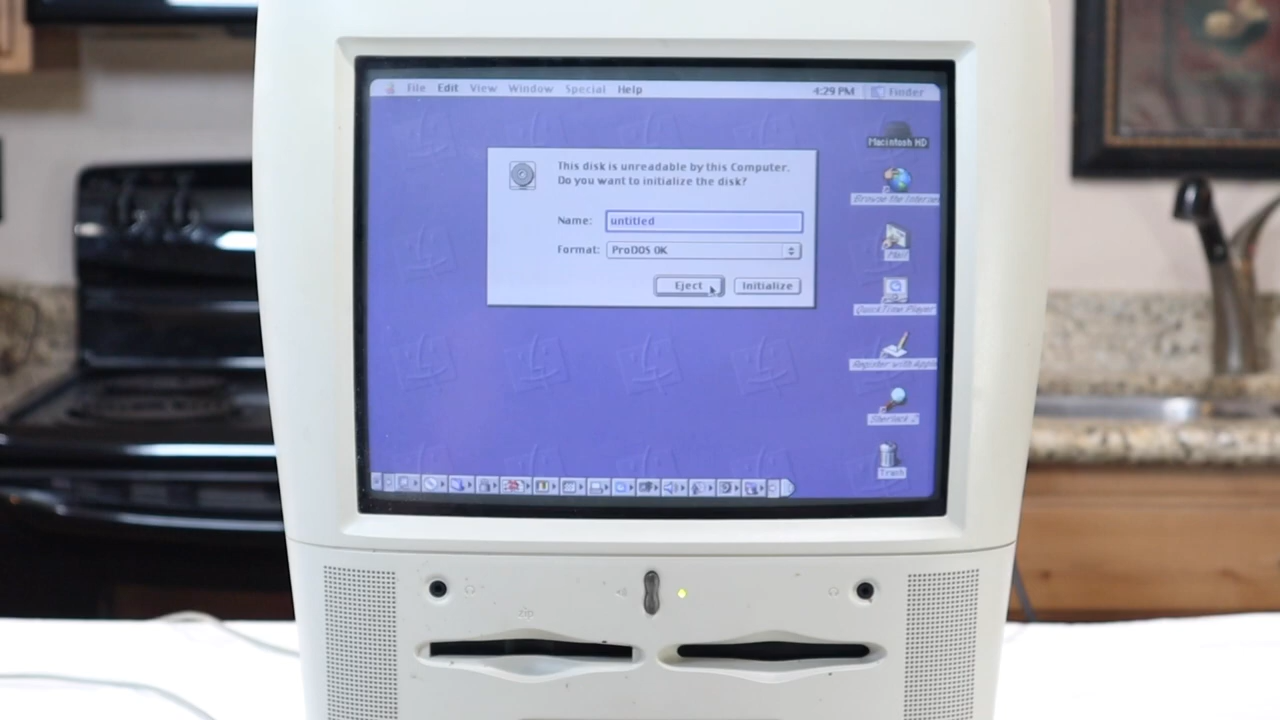 File Edit View Window Special Help 4:29 PM Finder
Macintosh HD
This disk is unreadable by this Computer.
Do you want to initialize the disk?
Browse the Internet
Name: untitled
Format: ProDOS 0K
Mail
Eject Initialize
QuickTime Player
Register with Apple
Sherlock 2
Trash
Zip